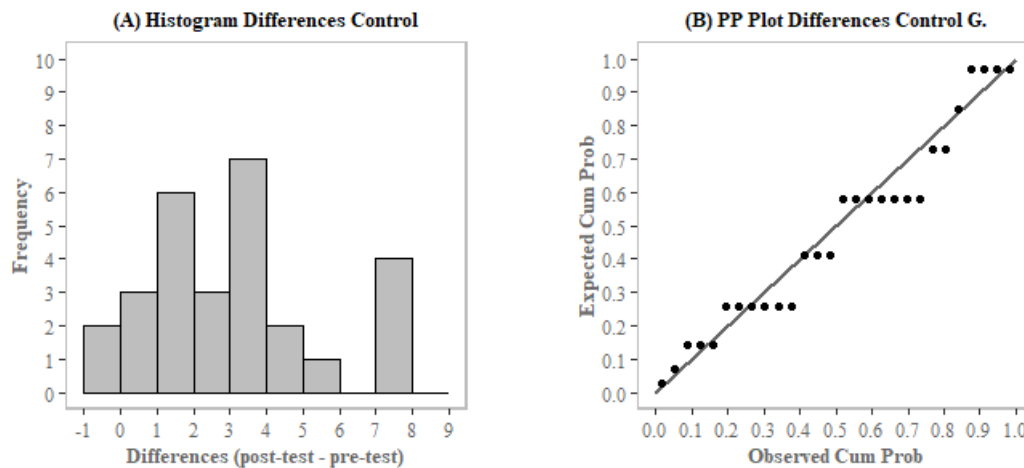 (A) Histogram Differences Control
10
9
8
7
6
5
4
3
2
1
0
Frequency
-1 0 1 2 3 4 5 6 7 8 9
Differences (post-test - pre-test)
(B) PP Plot Differences Control G.
1.0
0.9
0.8
0.7
0.6
0.5
0.4
0.3
0.2
0.1
0.0
Expected Cum Prob
0.0 0.1 0.2 0.3 0.4 0.5 0.6 0.7 0.8 0.9 1.0
Observed Cum Prob